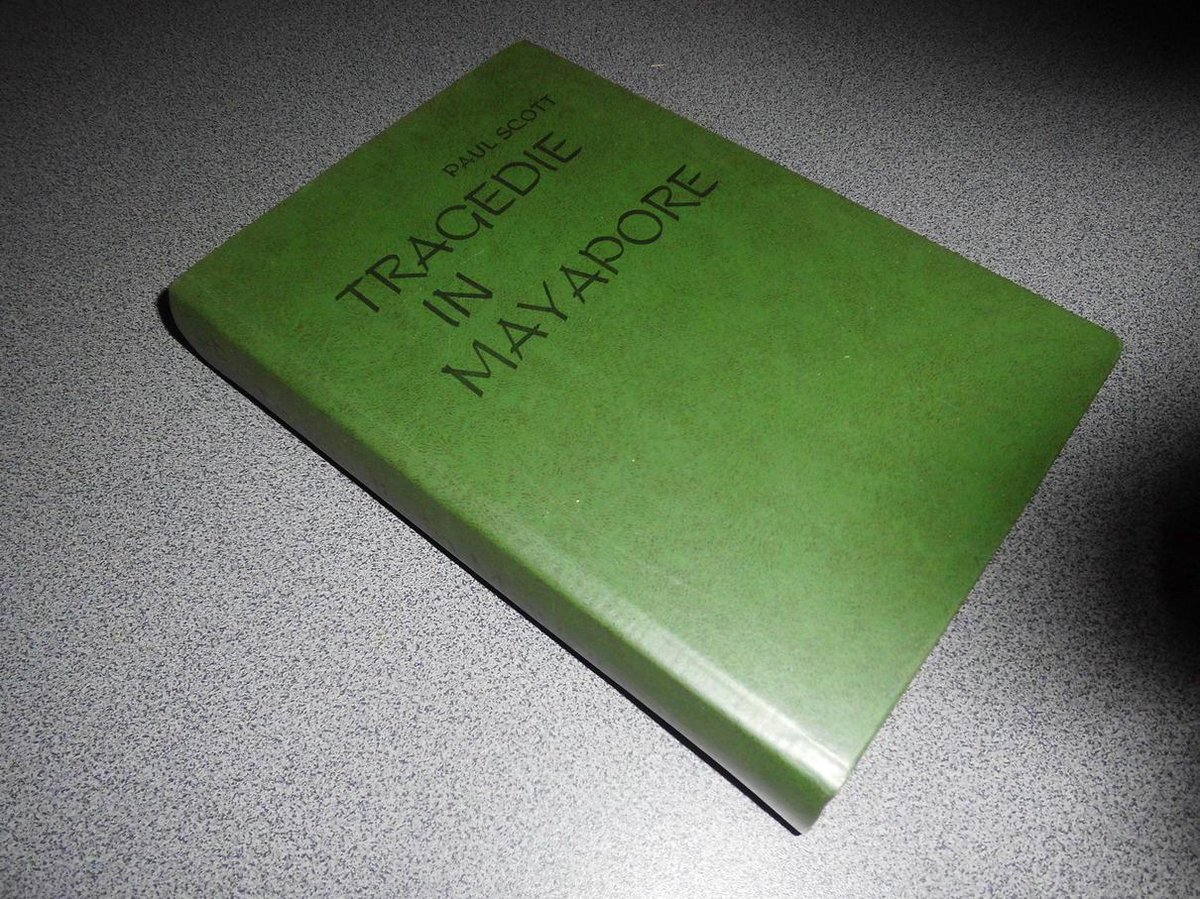 PAUL SCOTT
TRAGEDIE
IN
MAYAPORE